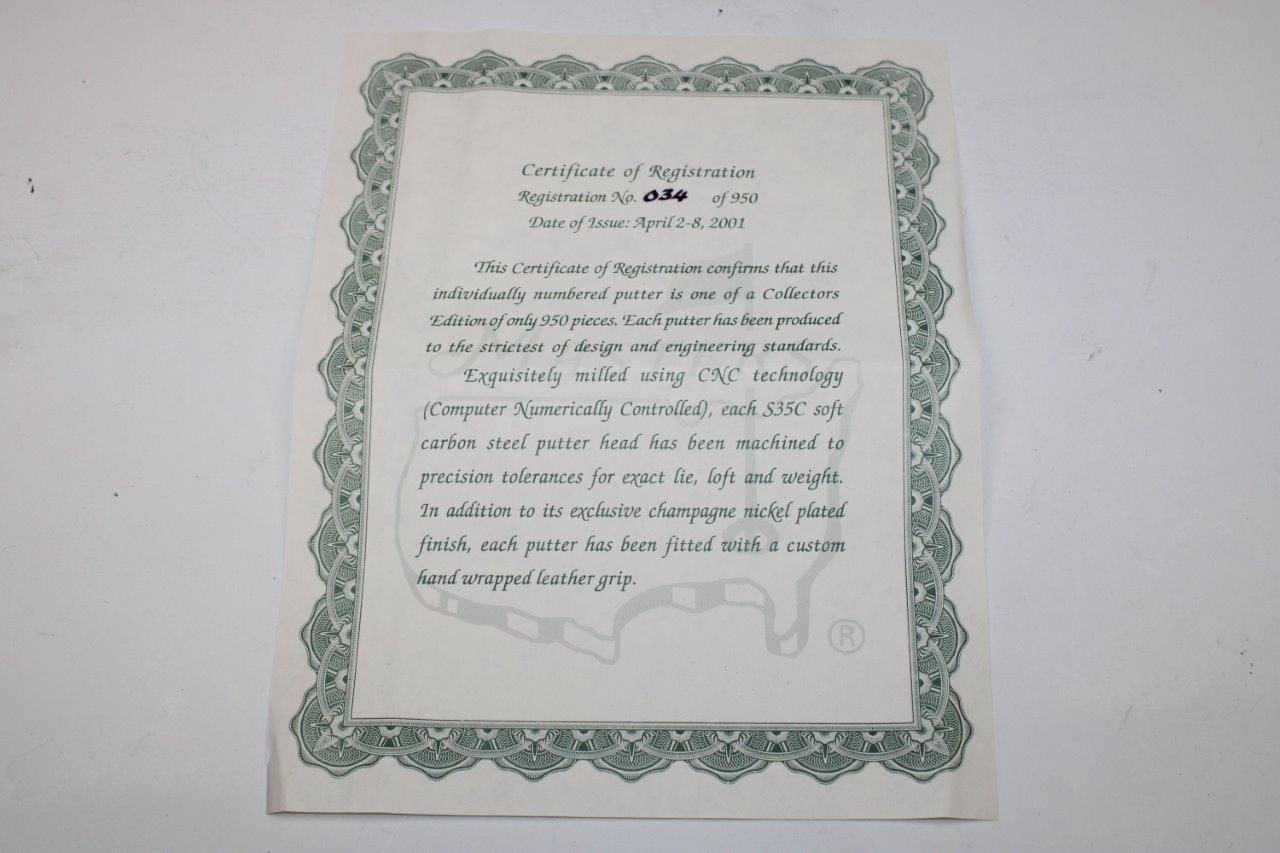 Certificate of Registration
Registration No. 034 of 950
Date of Issue: April 2-8, 2001
This Certificate of Registration confirms that this
individually numbered putter is one of a Collectors
Edition of only 950 pieces. Each putter has been produced
to the strictest of design and engineering standards.
Exquisitely milled using CNC technology
(Computer Numerically Controlled), each S35C soft
carbon steel putter head has been machined to
precision tolerances for exact lie, loft and weight.
In addition to its exclusive champagne nickel plated
finish, each putter has been fitted with a custom
hand wrapped leather grip.
®